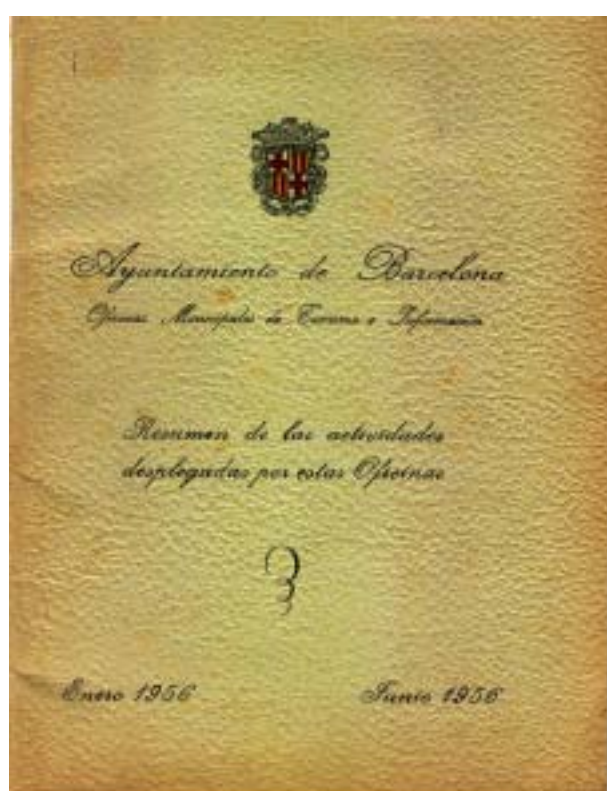 Ayuntamiento de Barcelona
Oficinas Municipales de Turismo e Información
Resumen de las actividades
desplegadas por estas Oficinas
Enero 1956 Junio 1956